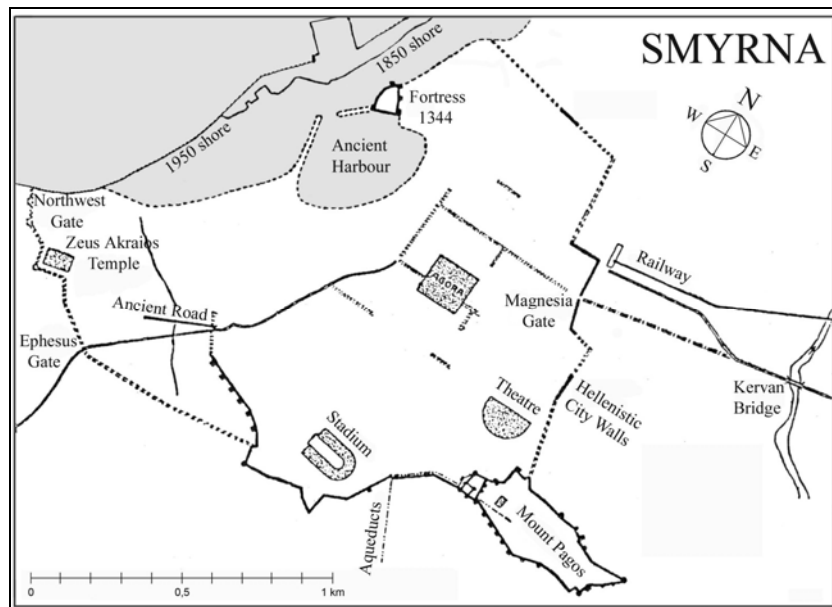 SMYRNA
1850 shore
1950 shore
Fortress
1344
N
W
E
S
Ancient
Harbour
Northwest
Gate
Zeus Akraios
Temple
Railway
AGORA
Magnesia
Gate
Ancient Road
Ephesus
Gate
Kervan
Bridge
Theatre
Hellenistic
City Walls
Stadium
Mount Pagos
Aqueducts
0
0,5
1 km